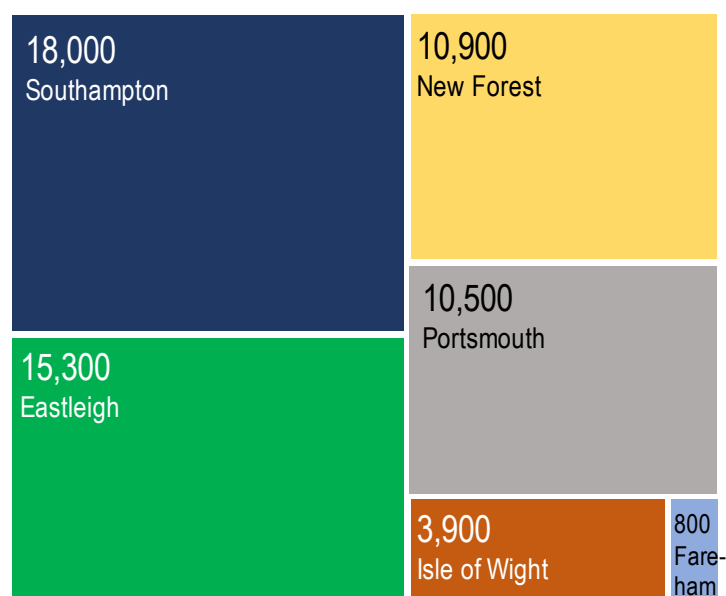 18,000
Southampton
10,900
New Forest
15,300
Eastleigh
10,500
Portsmouth
3,900
Isle of Wight
800
Fare-
ham